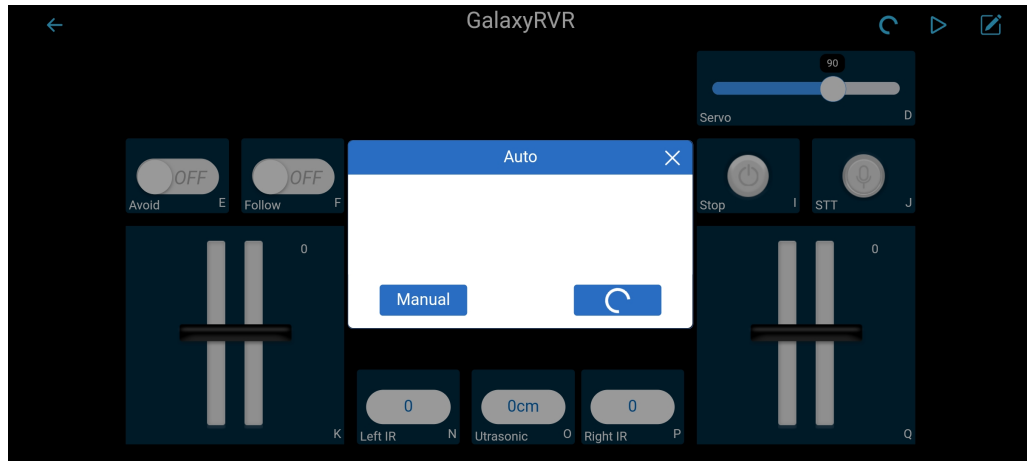 GalaxyRVR
90
Servo D
Auto
OFF
Avoid E
OFF
Follow F
Stop I
STT J
0
K
Manual
0
Q
0
Left IR N
0cm
Utrasonic O
0
Right IR P